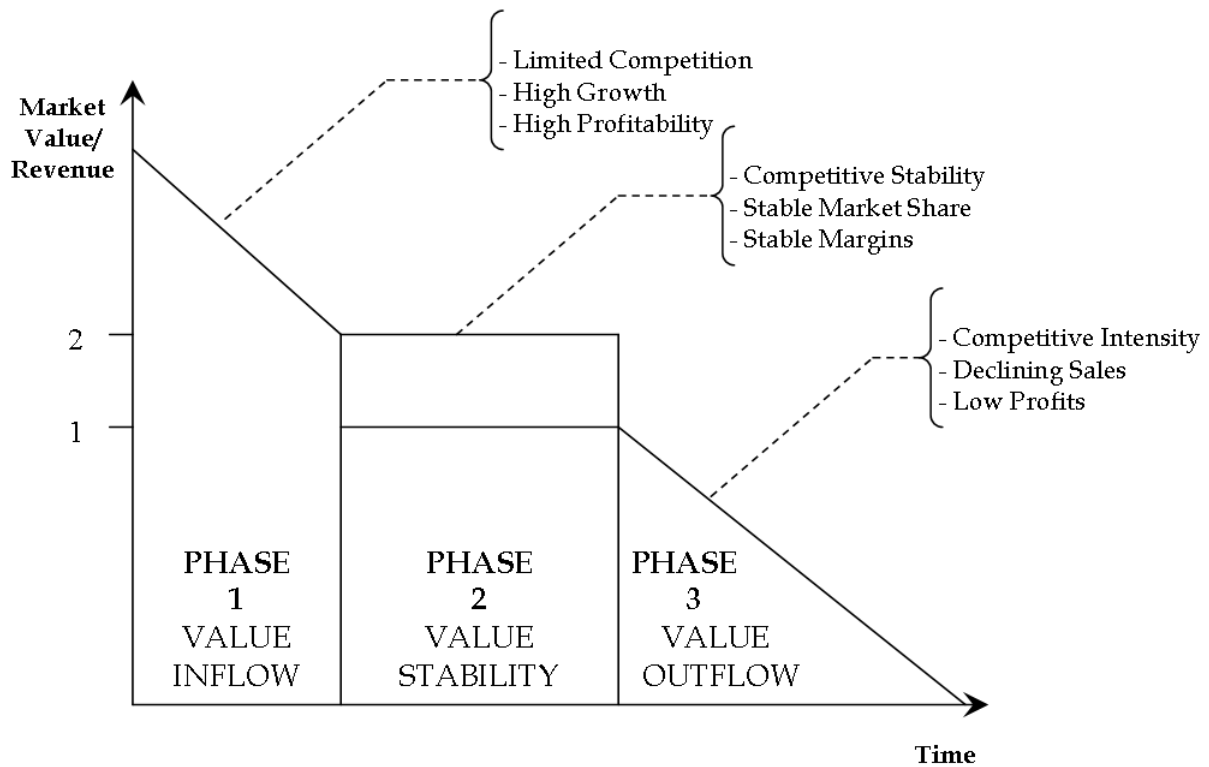 - Limited Competition
- High Growth
- High Profitability
Market
Value/
Revenue
- Competitive Stability
- Stable Market Share
- Stable Margins
2
- Competitive Intensity
- Declining Sales
- Low Profits
1
PHASE
1
VALUE
INFLOW
PHASE
2
VALUE
STABILITY
PHASE
3
VALUE
OUTFLOW
Time